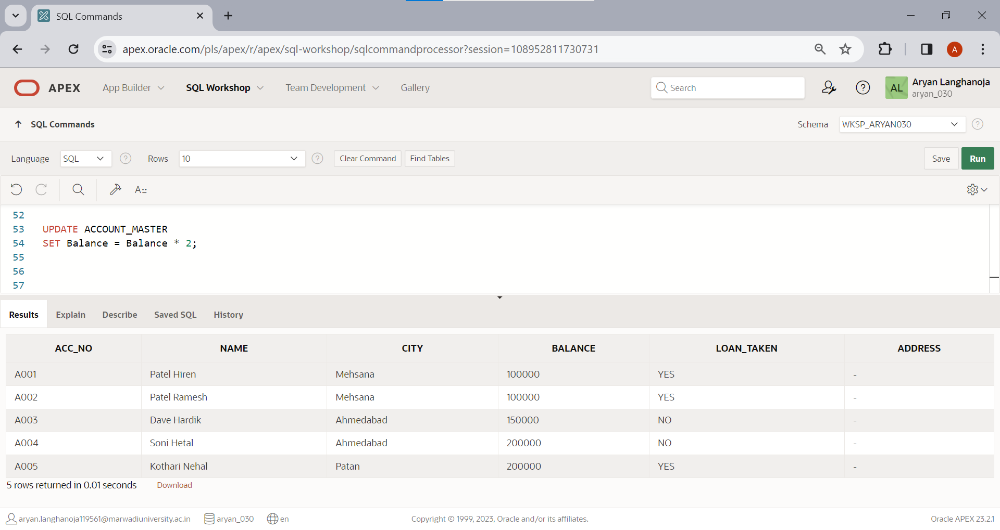 SQL Commands
apex.oracle.com/pls/apex/r/apex/sql-workshop/sqlcommandprocessor?session=108952811730731
A
APEX App Builder SQL Workshop Team Development Gallery Search AL Aryan Langhanoja
aryan_030
SQL Commands Schema WKSP_ARYAN030 ?
Language SQL ? Rows 10 ? Clear Command Find Tables Save Run
A::
52
53 UPDATE ACCOUNT_MASTER
54 SET Balance = Balance * 2;
55
56
57
Results Explain Describe Saved SQL History
ACC_NO NAME CITY BALANCE LOAN_TAKEN ADDRESS
A001 Patel Hiren Mehsana 100000 YES -
A002 Patel Ramesh Mehsana 100000 YES -
A003 Dave Hardik Ahmedabad 150000 NO -
A004 Soni Hetal Ahmedabad 200000 NO -
A005 Kothari Nehal Patan 200000 YES -
5 rows returned in 0.01 seconds Download
aryan.langhanoja119561@marwadiuniversity.ac.in aryan_030 en Copyright © 1999, 2023, Oracle and/or its affiliates. Oracle APEX 23.2.1